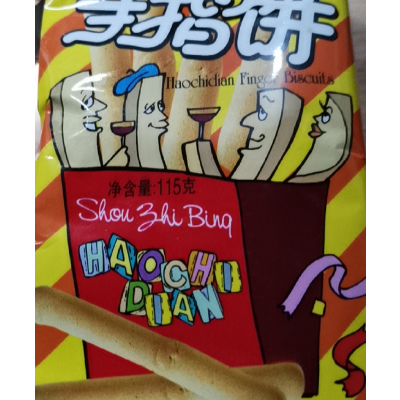 手指饼
Haochidian Finger Biscuits
净含量:115克
Shou Zhi Bing
HAOCHI
DIAN